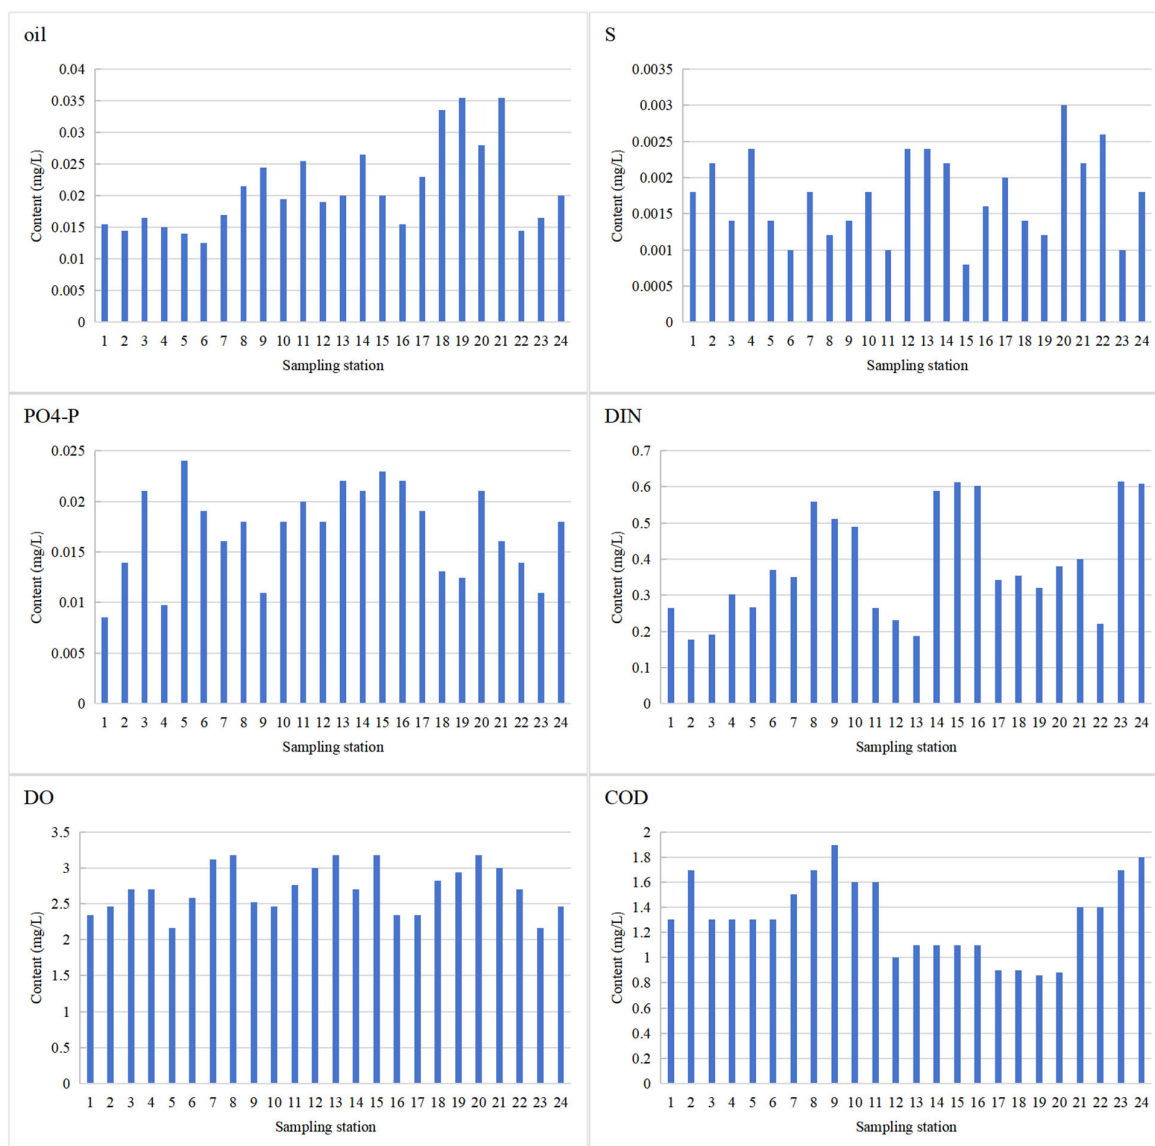 oil
0.04
0.035
0.03
0.025
0.02
0.015
0.01
0.005
0
Content (mg/L)
1 2 3 4 5 6 7 8 9 10 11 12 13 14 15 16 17 18 19 20 21 22 23 24
Sampling station
S
0.0035
0.003
0.0025
0.002
0.0015
0.001
0.0005
0
Content (mg/L)
1 2 3 4 5 6 7 8 9 10 11 12 13 14 15 16 17 18 19 20 21 22 23 24
Sampling station
PO4-P
0.025
0.02
0.015
0.01
0.005
0
Content (mg/L)
1 2 3 4 5 6 7 8 9 10 11 12 13 14 15 16 17 18 19 20 21 22 23 24
Sampling station
DIN
0.7
0.6
0.5
0.4
0.3
0.2
0.1
0
Content (mg/L)
1 2 3 4 5 6 7 8 9 10 11 12 13 14 15 16 17 18 19 20 21 22 23 24
Sampling station
DO
3.5
3
2.5
2
1.5
1
0.5
0
Content (mg/L)
1 2 3 4 5 6 7 8 9 10 11 12 13 14 15 16 17 18 19 20 21 22 23 24
Sampling station
COD
2
1.8
1.6
1.4
1.2
1
0.8
0.6
0.4
0.2
0
Content (mg/L)
1 2 3 4 5 6 7 8 9 10 11 12 13 14 15 16 17 18 19 20 21 22 23 24
Sampling station